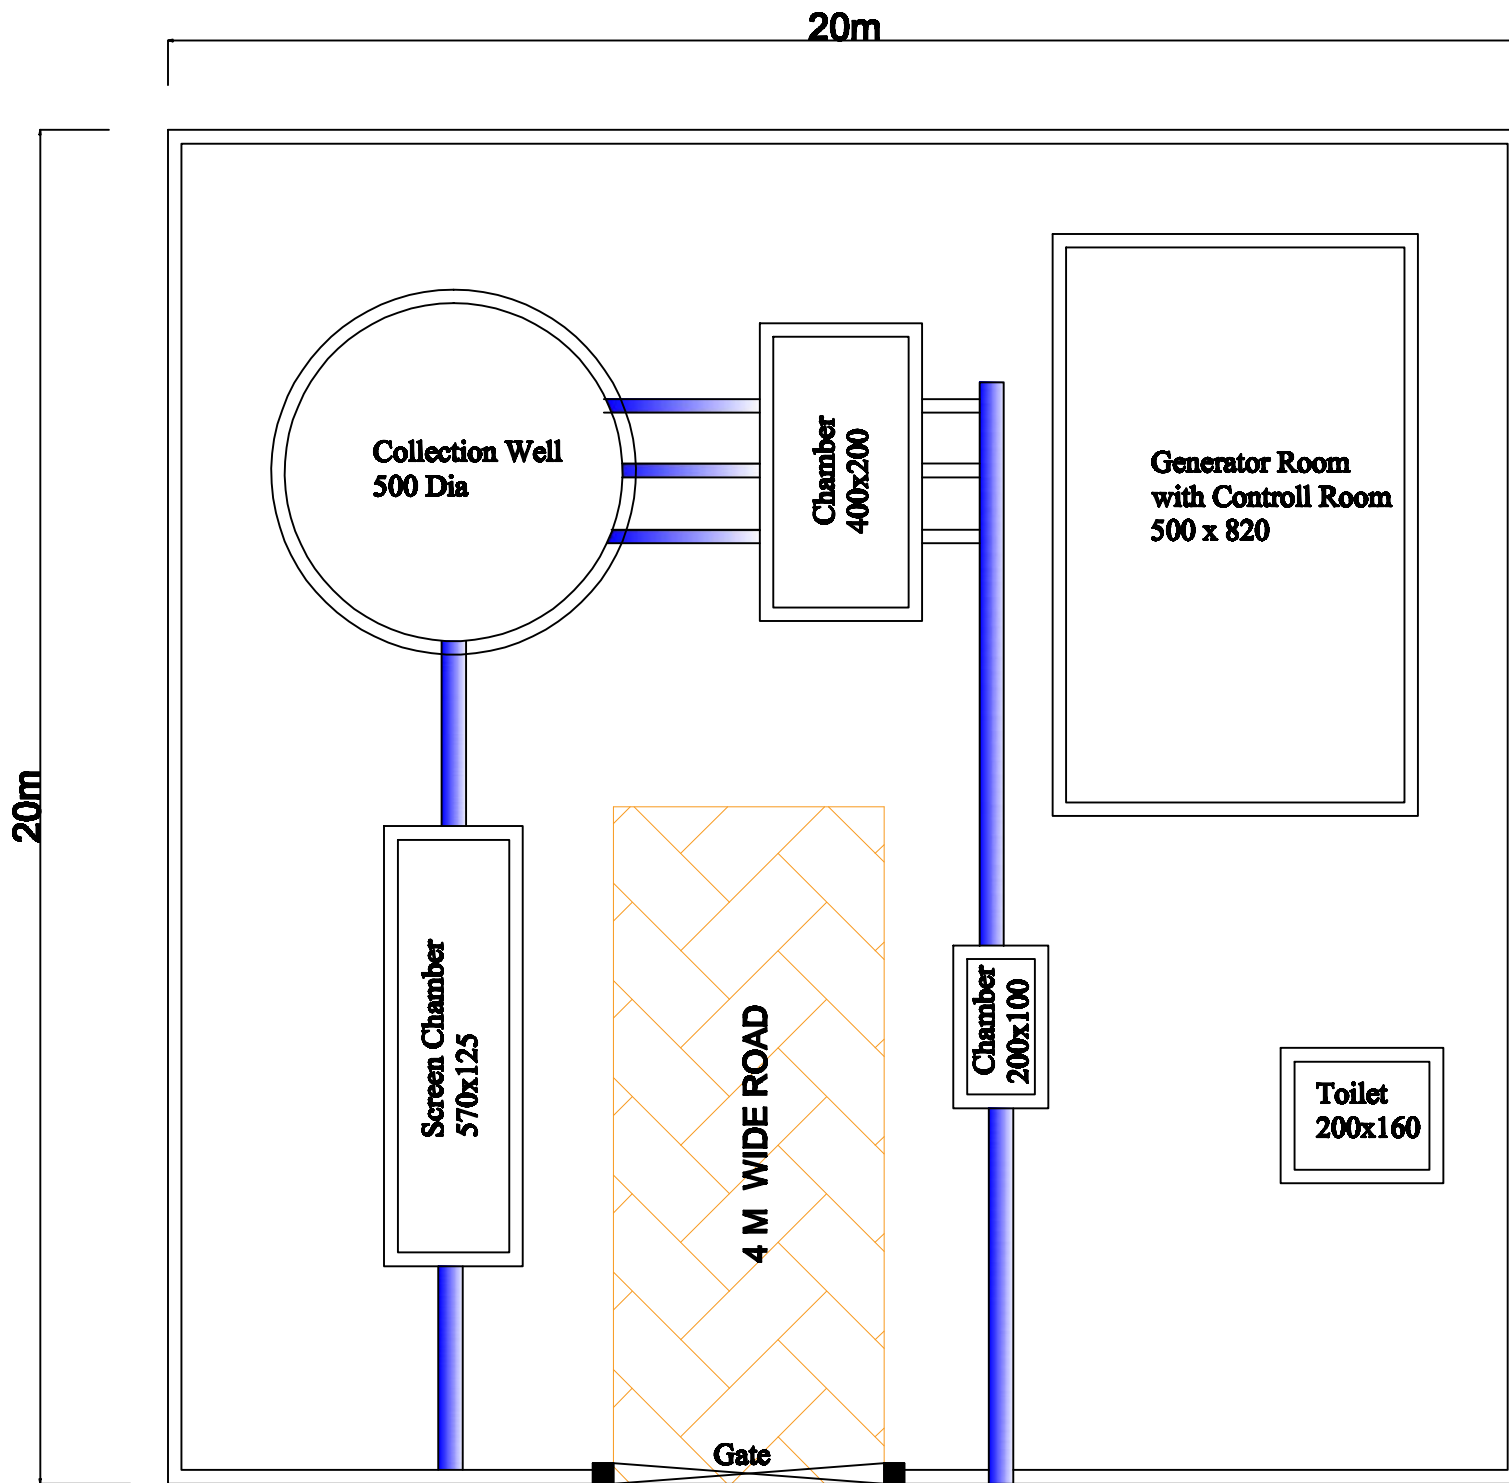 20m
20m
Collection Well
500 Dia
Chamber
400x200
Generator Room
with Controll Room
500 x 820
Screen Chamber
570x125
4 M WIDE ROAD
Chamber
200x100
Toilet
200x160
Gate